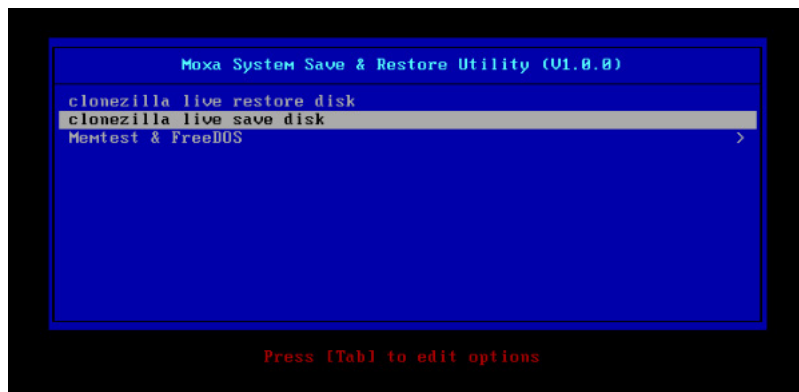 Moxa System Save & Restore Utility (V1.0.0)
clonezilla live restore disk
clonezilla live save disk
Memtest & FreeDOS >
Press [Tab] to edit options